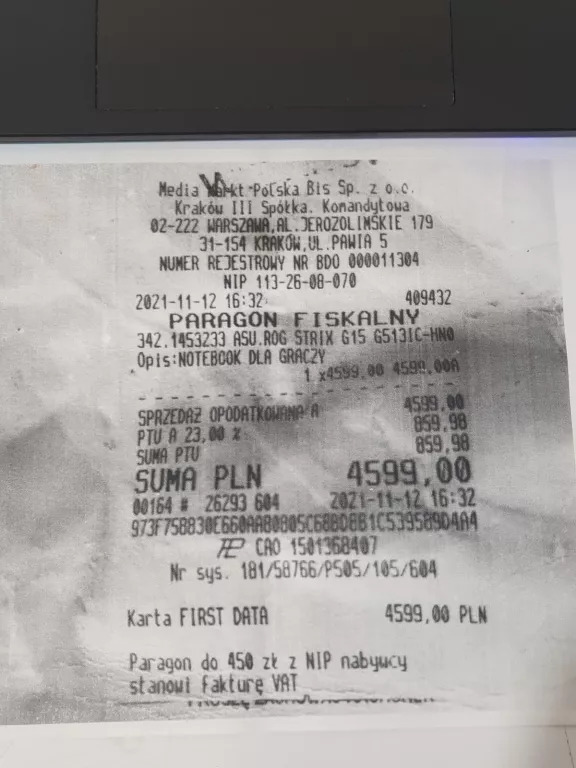 Media Markt Polska Bis Sp. z o.o.
Kraków III Spółka. Komandytowa
02-222 WARSZAWA,AL.JEROZOLIMSKIE 179
31-154 KRAKÓW,UL.PAWIA 5
NUMER REJESTROWY NR BDO 000011304
NIP 113-26-08-070
2021-11-12 16:32 409432
PARAGON FISKALNY
342.1453233 ASU.ROG STRIX G15 G513IC-HN0
Opis:NOTEBOOK DLA GRACZY
1 x4599,00 4599,00A
SPRZEDAŻ OPODATKOWANA A 4599,00
PTU A 23,00 % 859,98
SUMA PTU 859,98
SUMA PLN 4599,00
00164 # 26293 604 2021-11-12 16:32
CAO 1501368407
Nr sys. 181/58766/P505/105/604
Karta FIRST DATA 4599,00 PLN
Paragon do 450 zł z NIP nabywcy
stanowi fakturę VAT